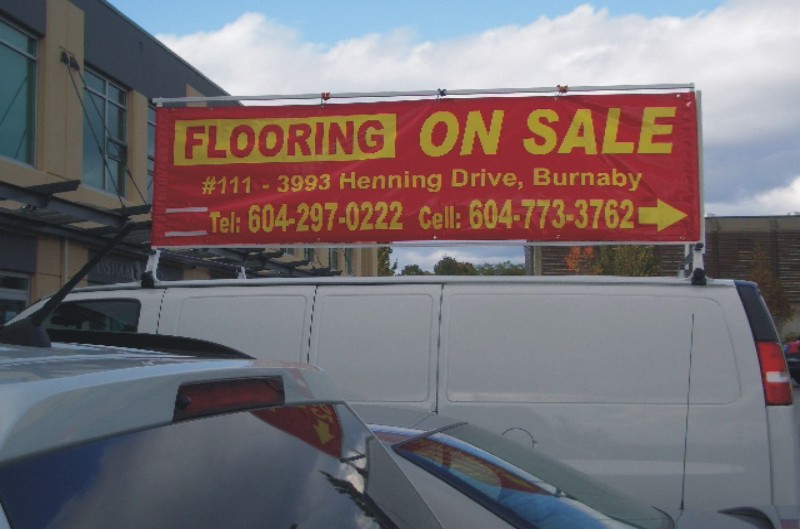 FLOORING ON SALE
#111 - 3993 Henning Drive, Burnaby
Tel: 604-297-0222 Cell: 604-773-3762